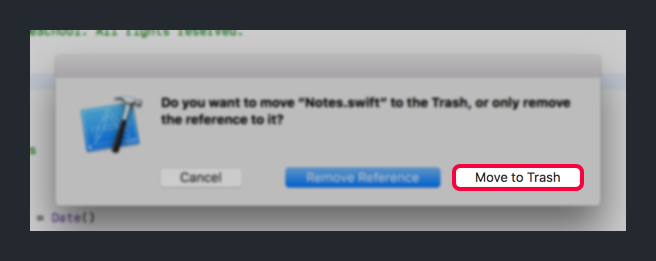 School. All rights reserved.
Do you want to move "Notes.swift" to the Trash, or only remove
the reference to it?
s
Cancel
Remove Reference
Move to Trash
= Date()